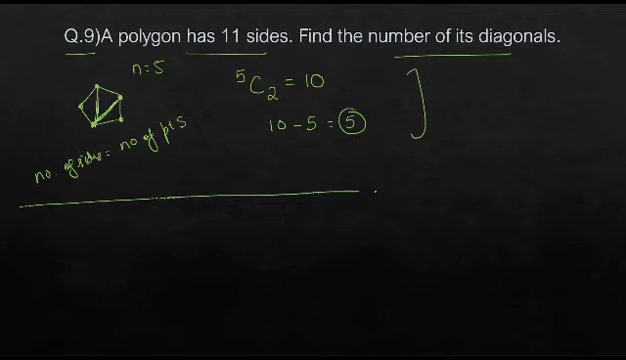 Q.9)A polygon has 11 sides. Find the number of its diagonals.
n=5
⁵C₂ = 10
10 - 5 = 5
no. of sides = no of pts